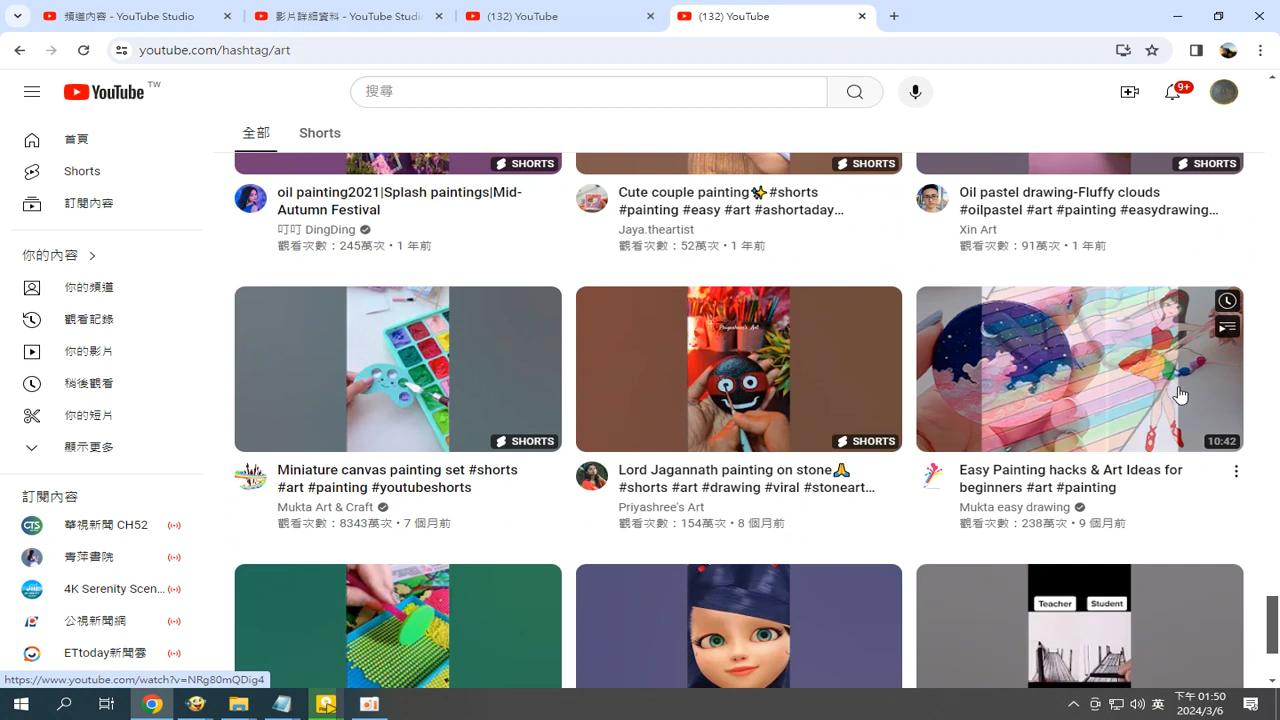 頻道內容 - YouTube Studio
影片詳細資料 - YouTube Studio
(132) YouTube
(132) YouTube
youtube.com/hashtag/art
YouTube TW
搜尋
9+
全部
Shorts
首頁
Shorts
訂閱內容
你的內容
你的頻道
觀看記錄
你的影片
稍後觀看
你的短片
顯示更多
訂閱內容
華視新聞 CH52
青萍書院
4K Serenity Scen...
公視新聞網
ETtoday新聞雲
SHORTS
SHORTS
SHORTS
oil painting2021|Splash paintings|Mid-
Autumn Festival
叮叮 DingDing
觀看次數：245萬次 • 1 年前
Cute couple painting✨#shorts
#painting #easy #art #ashortaday…
Jaya.theartist
觀看次數：52萬次 • 1 年前
Oil pastel drawing-Fluffy clouds
#oilpastel #art #painting #easydrawing…
Xin Art
觀看次數：91萬次 • 1 年前
SHORTS
Miniature canvas painting set #shorts
#art #painting #youtubeshorts
Mukta Art & Craft
觀看次數：8343萬次 • 7 個月前
Priyashree's Art
SHORTS
Lord Jagannath painting on stone🙏
#shorts #art #drawing #viral #stoneart…
Priyashree's Art
觀看次數：154萬次 • 8 個月前
10:42
Easy Painting hacks & Art Ideas for
beginners #art #painting
Mukta easy drawing
觀看次數：238萬次 • 9 個月前
Teacher
Student
https://www.youtube.com/watch?v=NRg80mQDig4
英
下午 01:50
2024/3/6